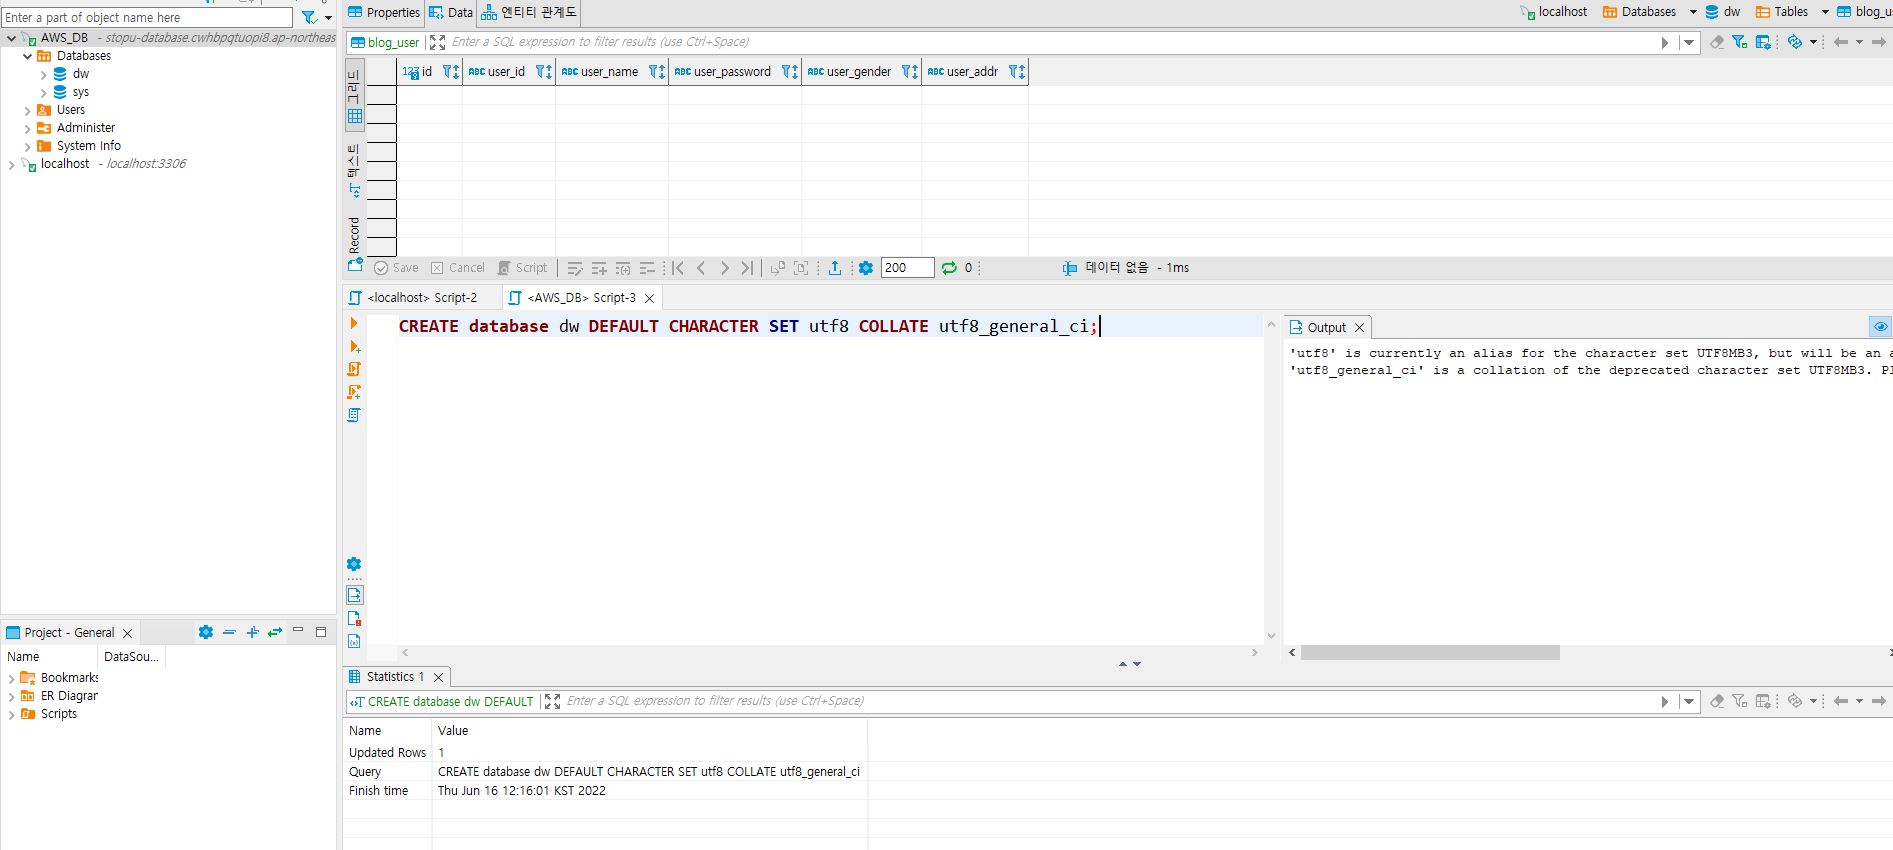 Enter a part of object name here
AWS_DB - stopu-database.cwhbpqtuopi8.ap-northeas
Databases
dw
sys
Users
Administer
System Info
localhost - localhost:3306
Project - General
Name DataSou...
Bookmarks
ER Diagran
Scripts
Properties Data 엔티티 관계도
localhost Databases dw Tables blog_u
blog_user Enter a SQL expression to filter results (use Ctrl+Space)
그리드
텍스트
Record
123 id ABC user_id ABC user_name ABC user_password ABC user_gender ABC user_addr
Save Cancel Script 200 0 데이터 없음 - 1ms
<localhost> Script-2 <AWS_DB> Script-3
CREATE database dw DEFAULT CHARACTER SET utf8 COLLATE utf8_general_ci;
Output
'utf8' is currently an alias for the character set UTF8MB3, but will be an a
'utf8_general_ci' is a collation of the deprecated character set UTF8MB3. Pl
Statistics 1
CREATE database dw DEFAULT Enter a SQL expression to filter results (use Ctrl+Space)
Name Value
Updated Rows 1
Query CREATE database dw DEFAULT CHARACTER SET utf8 COLLATE utf8_general_ci
Finish time Thu Jun 16 12:16:01 KST 2022